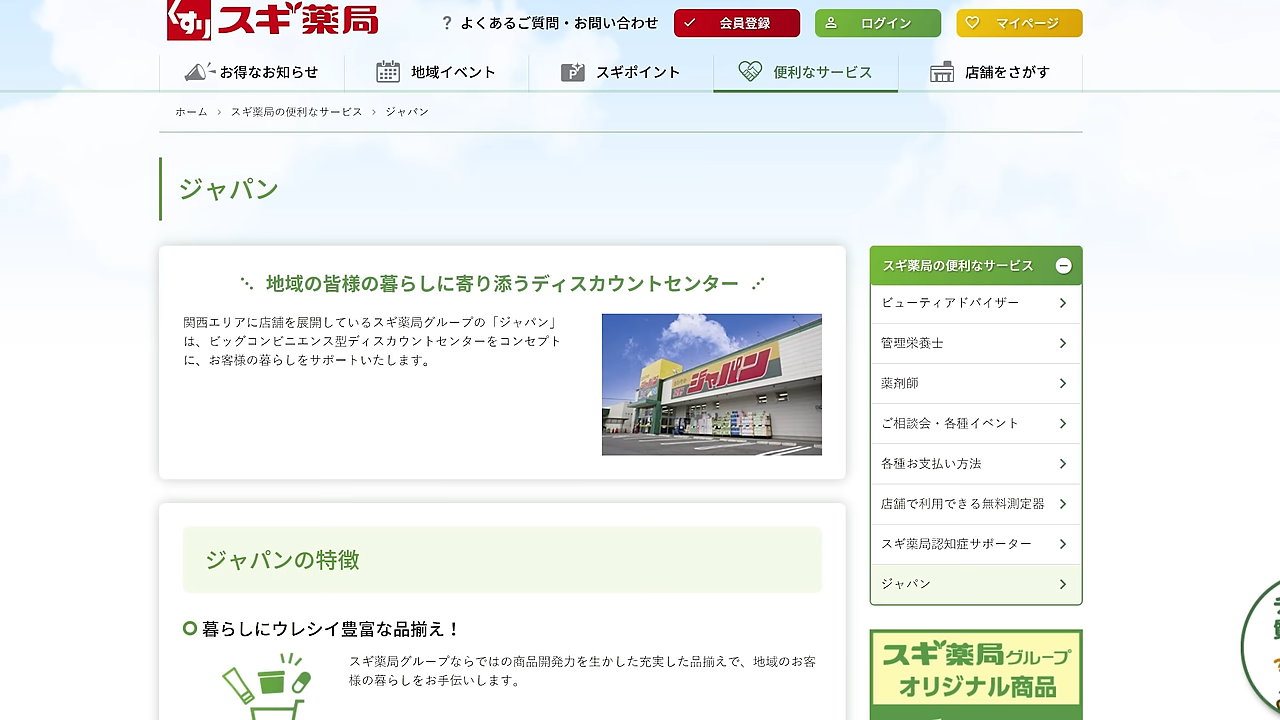 くすり スギ薬局
? よくあるご質問・お問い合わせ
会員登録
ログイン
マイページ
お得なお知らせ
地域イベント
スギポイント
便利なサービス
店舗をさがす
ホーム › スギ薬局の便利なサービス › ジャパン
ジャパン
地域の皆様の暮らしに寄り添うディスカウントセンター
関西エリアに店舗を展開しているスギ薬局グループの「ジャパン」
は、ビッグコンビニエンス型ディスカウントセンターをコンセプト
に、お客様の暮らしをサポートいたします。
ジャパン
ジャパン
ジャパンの特徴
暮らしにウレシイ豊富な品揃え！
スギ薬局グループならではの商品開発力を生かした充実した品揃えで、地域のお客
様の暮らしをお手伝いします。
スギ薬局の便利なサービス
ビューティアドバイザー
管理栄養士
薬剤師
ご相談会・各種イベント
各種お支払い方法
店舗で利用できる無料測定器
スギ薬局認知症サポーター
ジャパン
スギ薬局グループ
オリジナル商品